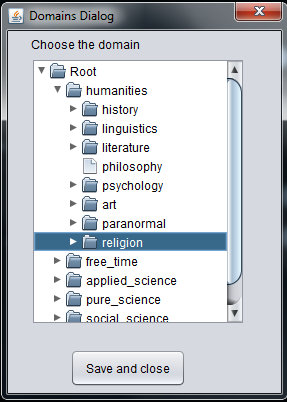 Domains Dialog
Choose the domain
Root
humanities
history
linguistics
literature
philosophy
psychology
art
paranormal
religion
free_time
applied_science
pure_science
social_science
Save and close